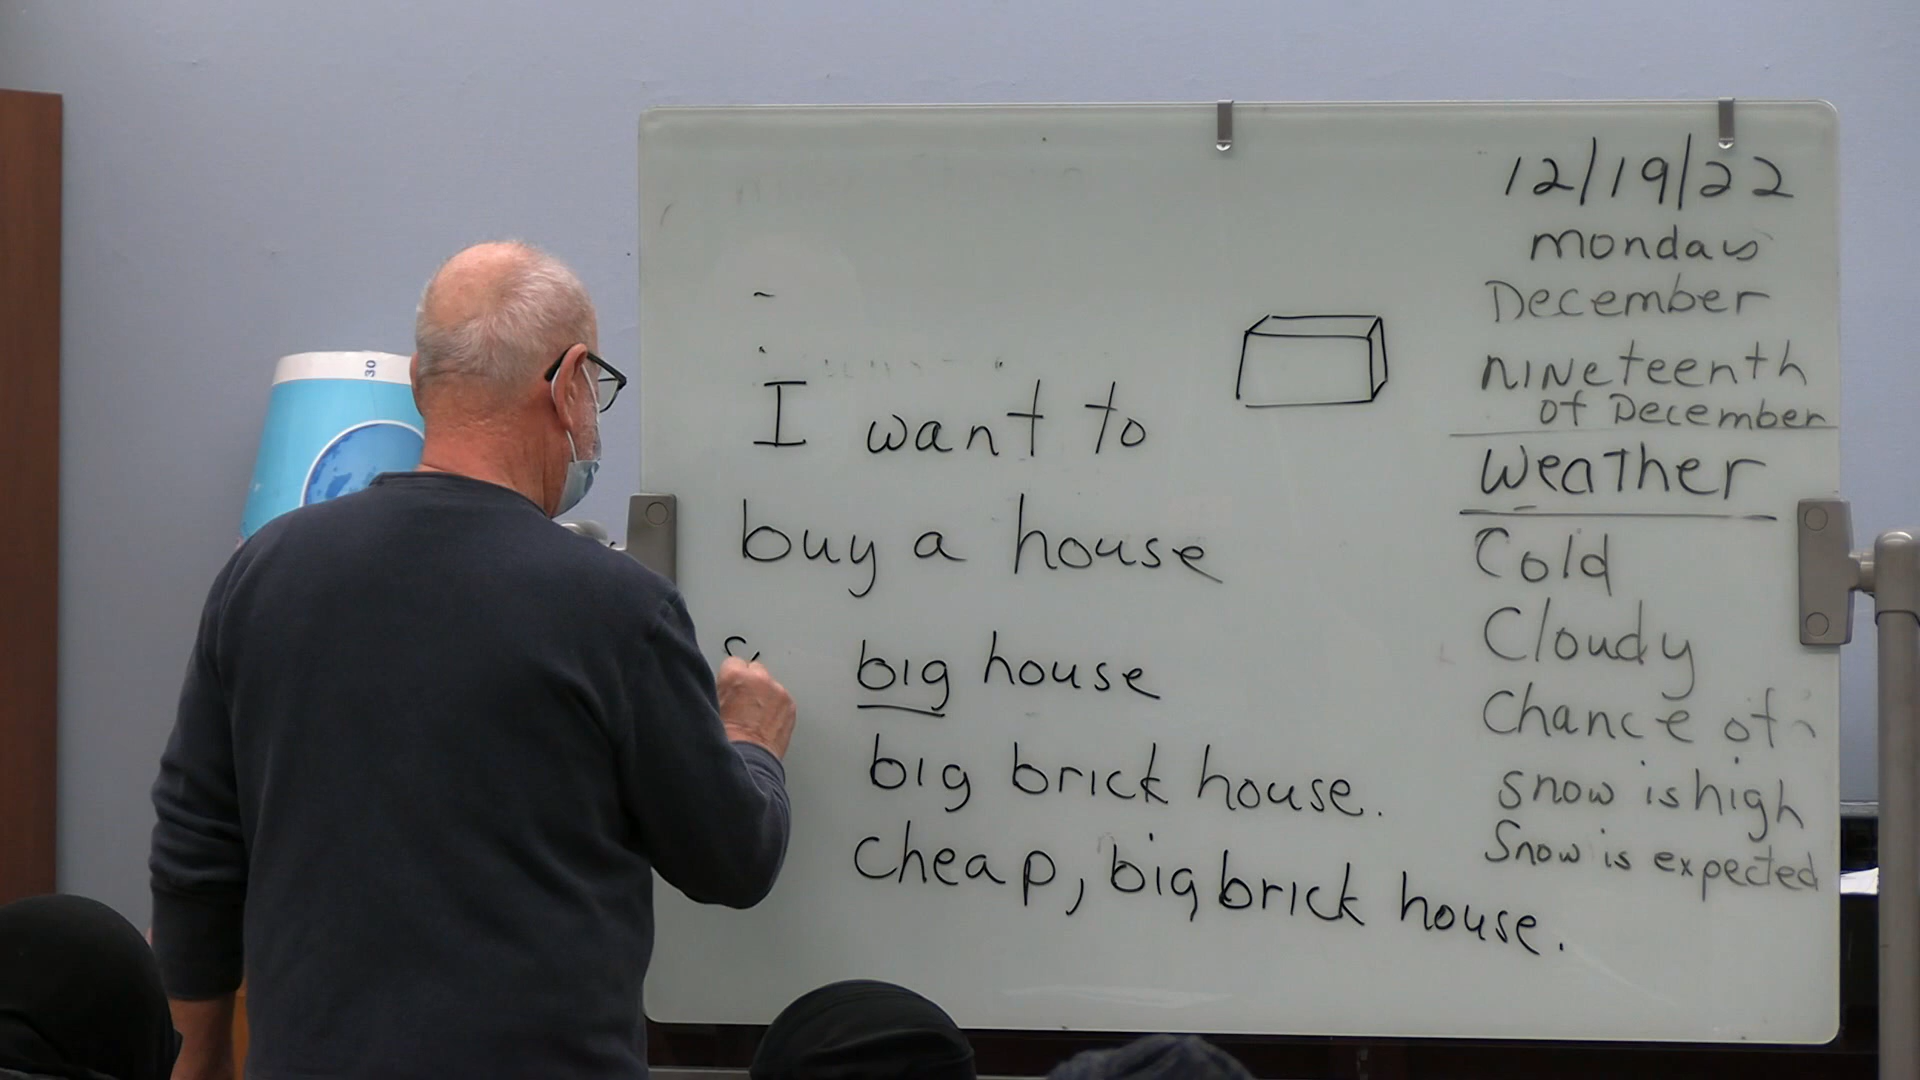 30
I want to
buy a house
big house
big brick house.
cheap, big brick house.
12/19/22
monday
December
nineteenth
of December
Weather
Cold
Cloudy
Chance of
snow is high
Snow is expected